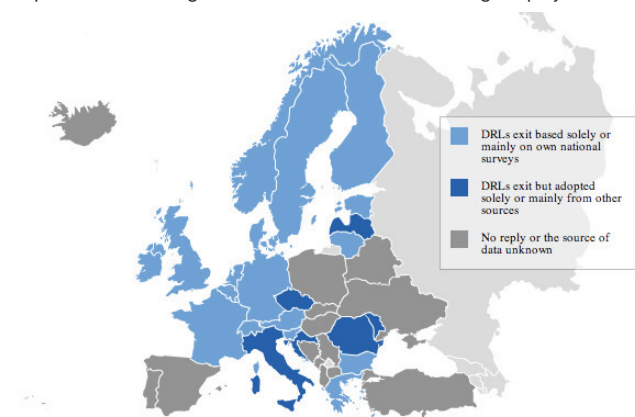 DRLs exit based solely or
mainly on own national
surveys
DRLs exit but adopted
solely or mainly from other
sources
No reply or the source of
data unknown